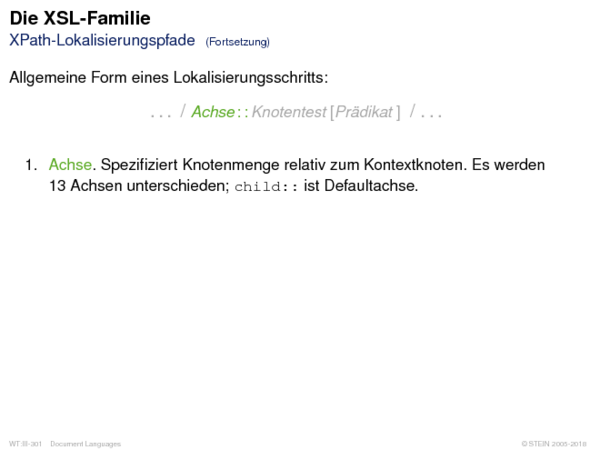 Die XSL-Familie
XPath-Lokalisierungspfade (Fortsetzung)
Allgemeine Form eines Lokalisierungsschritts:
. . . / Achse::Knotentest [Prädikat ] / . . .
1. Achse. Spezifiziert Knotenmenge relativ zum Kontextknoten. Es werden
13 Achsen unterschieden; child:: ist Defaultachse.
WT:III-301 Document Languages © STEIN 2005-2018